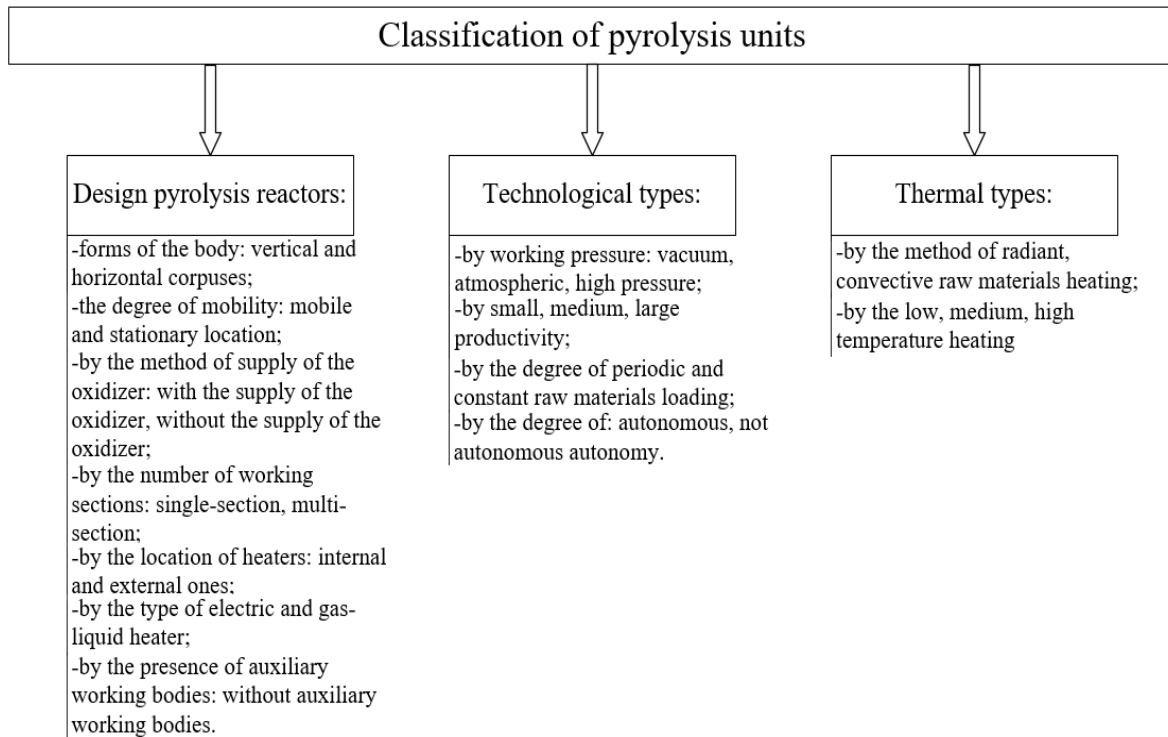 Classification of pyrolysis units
Design pyrolysis reactors:
-forms of the body: vertical and
horizontal corpuses;
-the degree of mobility: mobile
and stationary location;
-by the method of supply of the
oxidizer: with the supply of the
oxidizer, without the supply of the
oxidizer;
-by the number of working
sections: single-section, multi-
section;
-by the location of heaters: internal
and external ones;
-by the type of electric and gas-
liquid heater;
-by the presence of auxiliary
working bodies: without auxiliary
working bodies.
Technological types:
-by working pressure: vacuum,
atmospheric, high pressure;
-by small, medium, large
productivity;
-by the degree of periodic and
constant raw materials loading;
-by the degree of: autonomous, not
autonomous autonomy.
Thermal types:
-by the method of radiant,
convective raw materials heating;
-by the low, medium, high
temperature heating